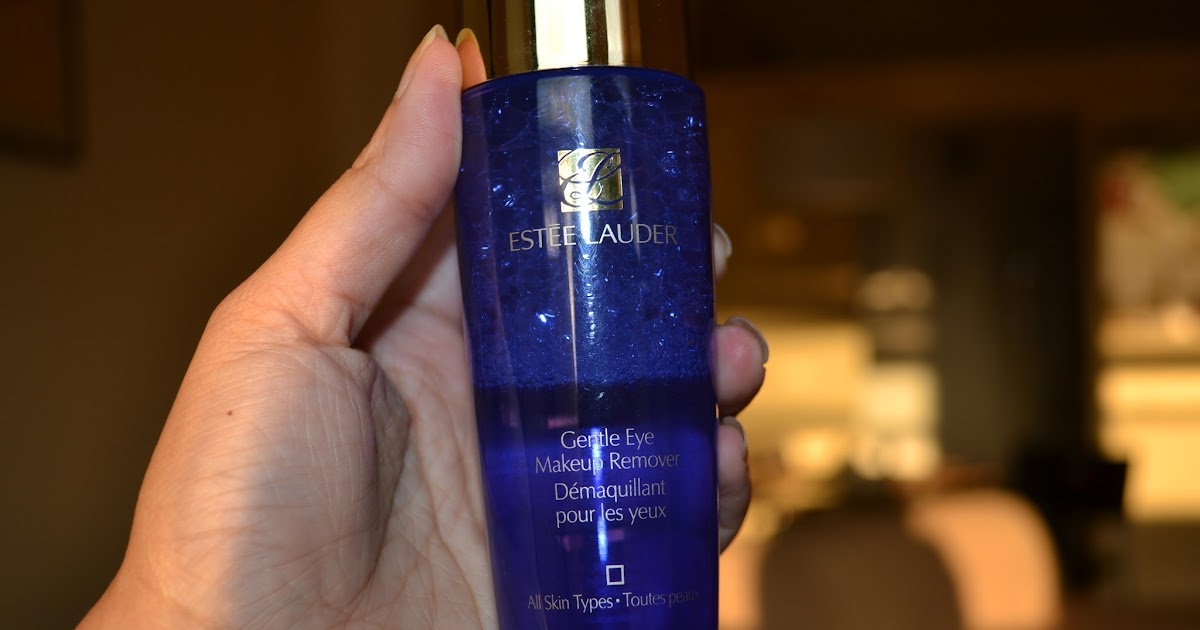 ESTĒE LAUDER
Gentle Eye
Makeup Remover
Démaquillant
pour les yeux
All Skin Types • Toutes peaux